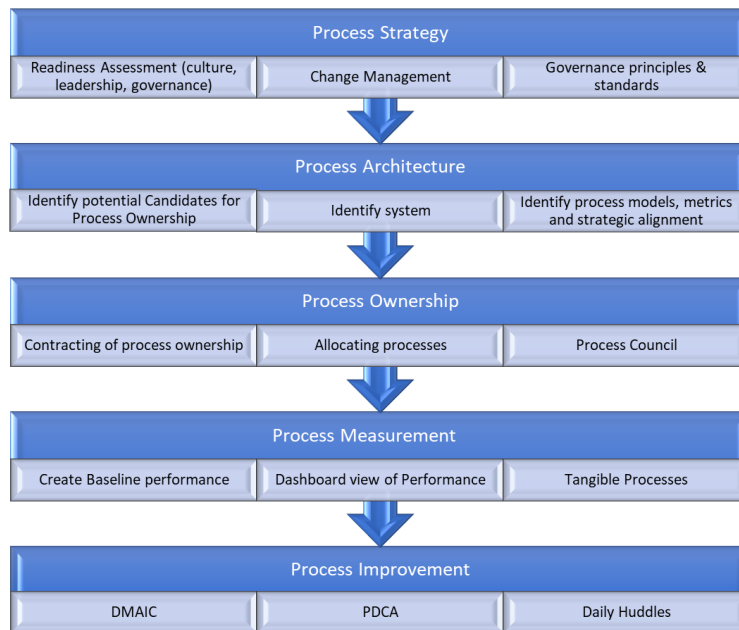 Process Strategy
Readiness Assessment (culture,
leadership, governance)
Change Management
Governance principles &
standards
Process Architecture
Identify potential Candidates for
Process Ownership
Identify system
Identify process models, metrics
and strategic alignment
Process Ownership
Contracting of process ownership
Allocating processes
Process Council
Process Measurement
Create Baseline performance
Dashboard view of Performance
Tangible Processes
Process Improvement
DMAIC
PDCA
Daily Huddles